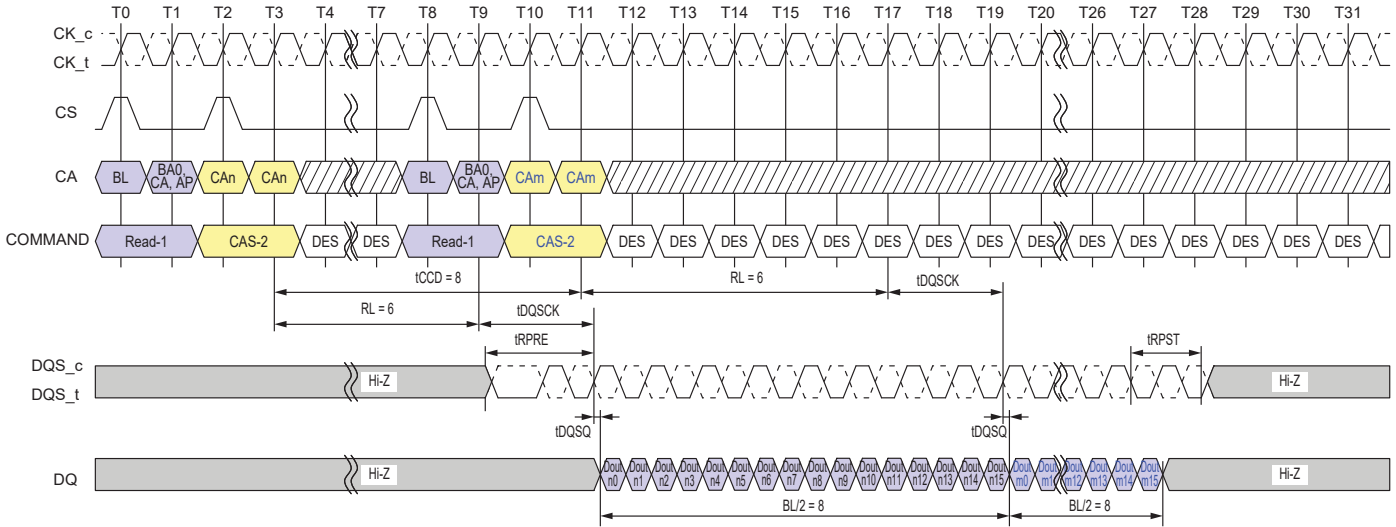 T0 T1 T2 T3 T4 T7 T8 T9 T10 T11 T12 T13 T14 T15 T16 T17 T18 T19 T20 T26 T27 T28 T29 T30 T31
CK_c
CK_t
CS
CA BL BA0, CA, AP CAn CAn BL BA0, CA, AP CAm CAm
COMMAND Read-1 CAS-2 DES DES Read-1 CAS-2 DES DES DES DES DES DES DES DES DES DES DES DES DES DES DES
tCCD = 8 RL = 6 tDQSCK
RL = 6 tDQSCK
tRPRE tRPST
DQS_c
DQS_t
Hi-Z Hi-Z
tDQSQ tDQSQ
DQ Hi-Z Dout n0 Dout n1 Dout n2 Dout n3 Dout n4 Dout n5 Dout n6 Dout n7 Dout n8 Dout n9 Dout n10 Dout n11 Dout n12 Dout n13 Dout n14 Dout n15 Dout m0 Dout m1 Dout m12 Dout m13 Dout m14 Dout m15 Hi-Z
BL/2 = 8 BL/2 = 8